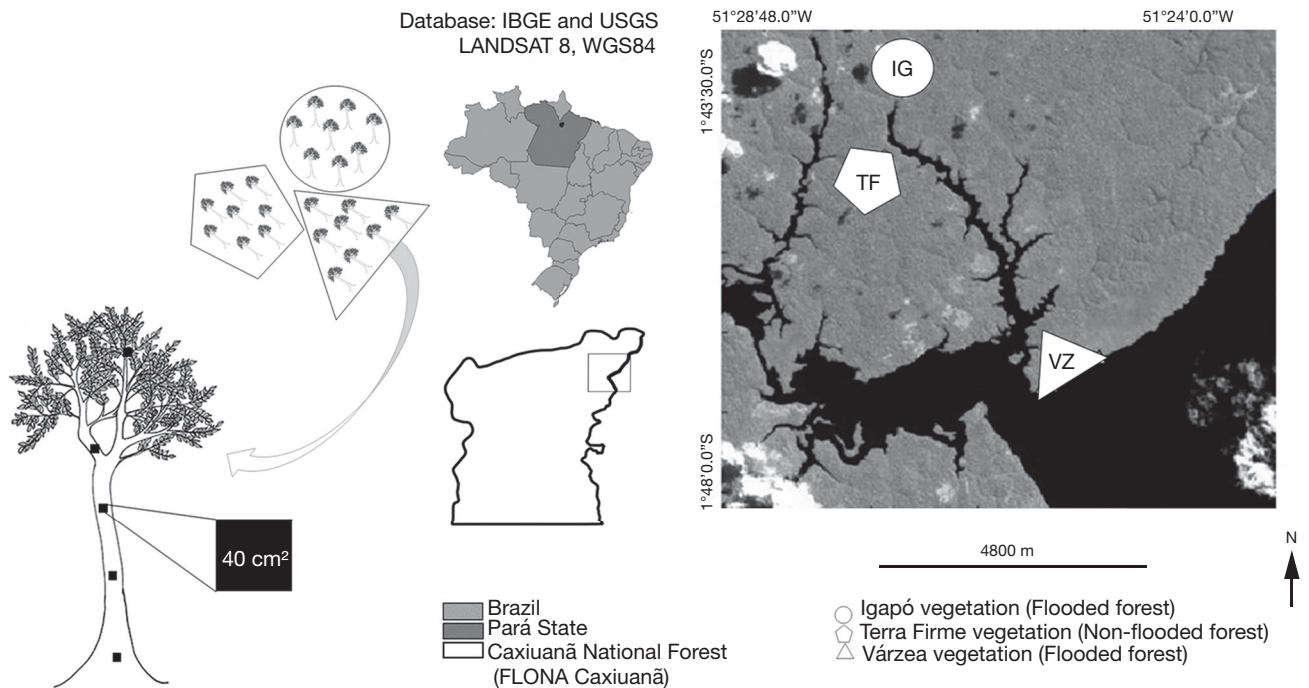 Database: IBGE and USGS
LANDSAT 8, WGS84
51°28'48.0"W
51°24'0.0"W
1°43'30.0"S
1°48'0.0"S
IG
TF
VZ
40 cm²
4800 m
N
Brazil
Pará State
Caxiuanã National Forest
(FLONA Caxiuanã)
Igapó vegetation (Flooded forest)
Terra Firme vegetation (Non-flooded forest)
Várzea vegetation (Flooded forest)